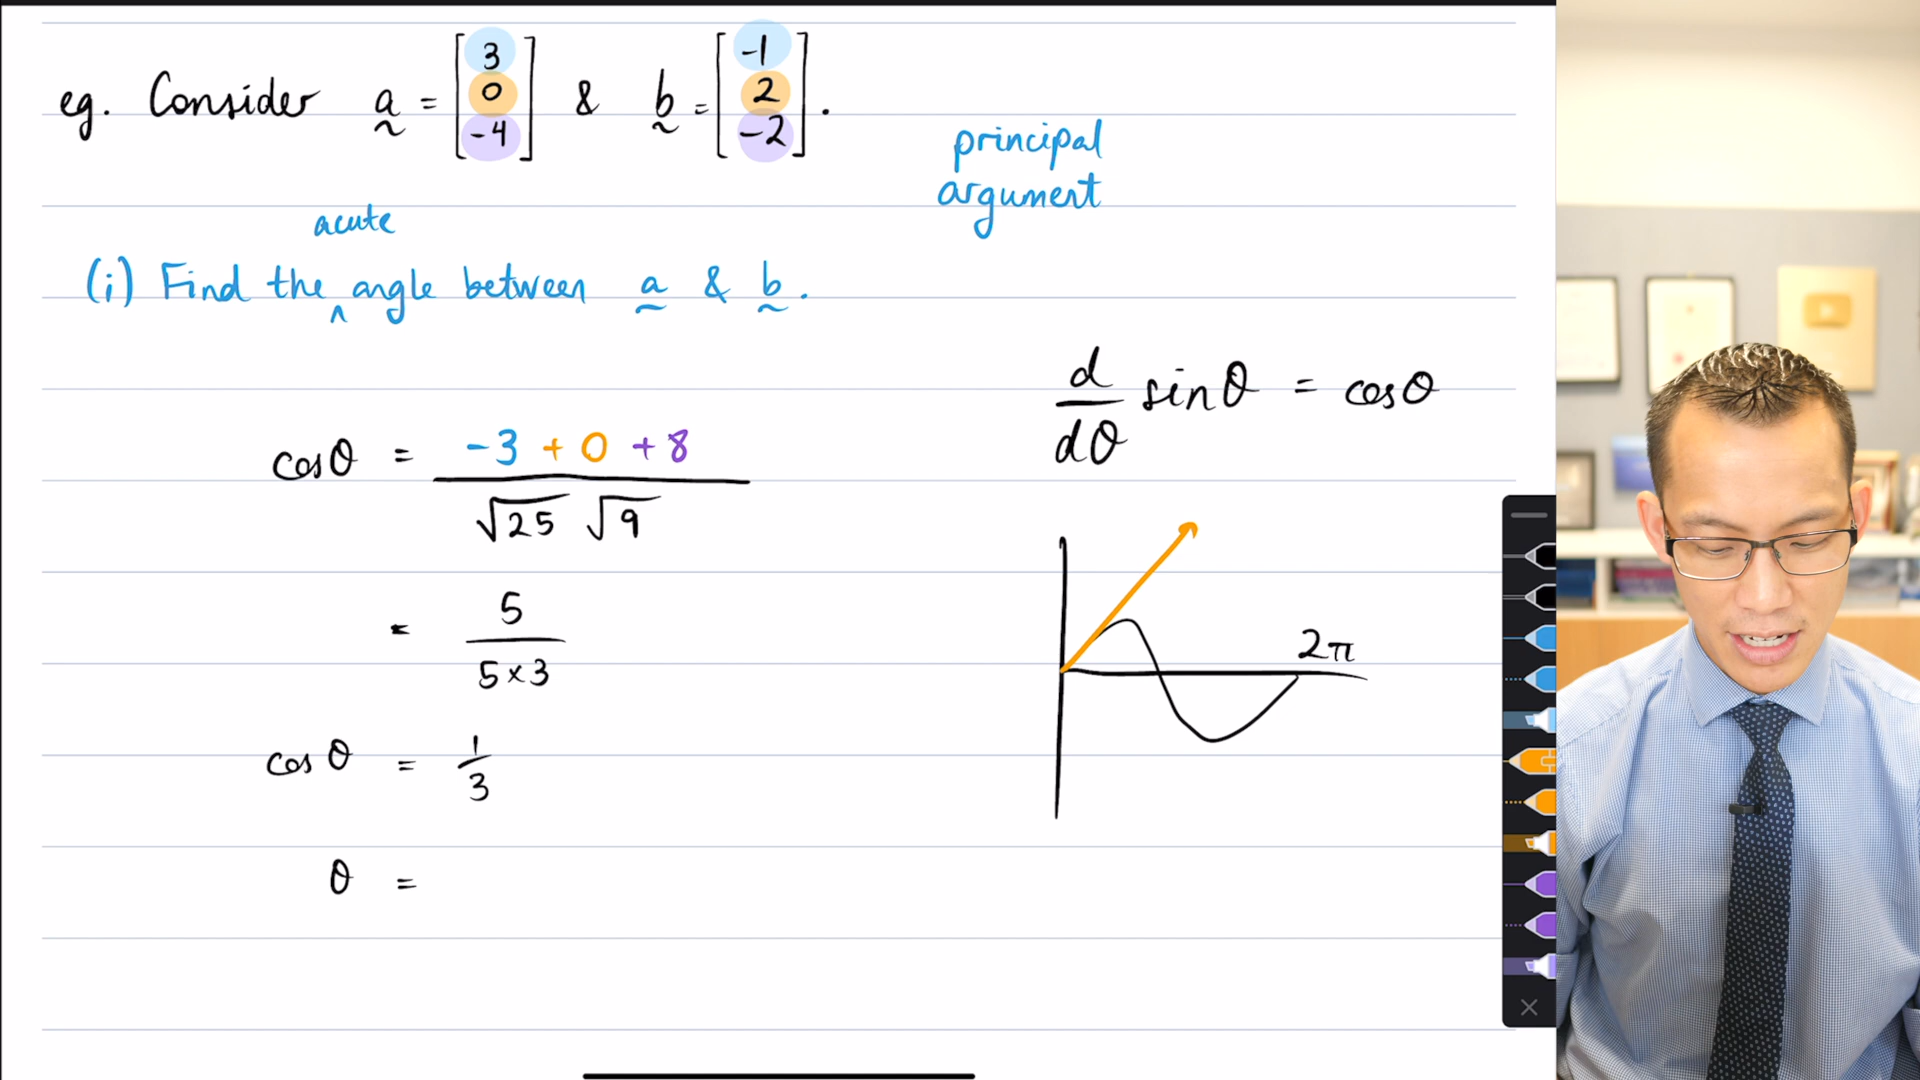 eg. Consider a = [3 0 -4] & b = [-1 2 -2].
principal
argument
acute
(i) Find the ^ angle between a & b.
d/dθ sinθ = cosθ
cosθ = (-3 + 0 + 8)/(√25 √9)
= 5/(5×3)
2π
cosθ = 1/3
θ =